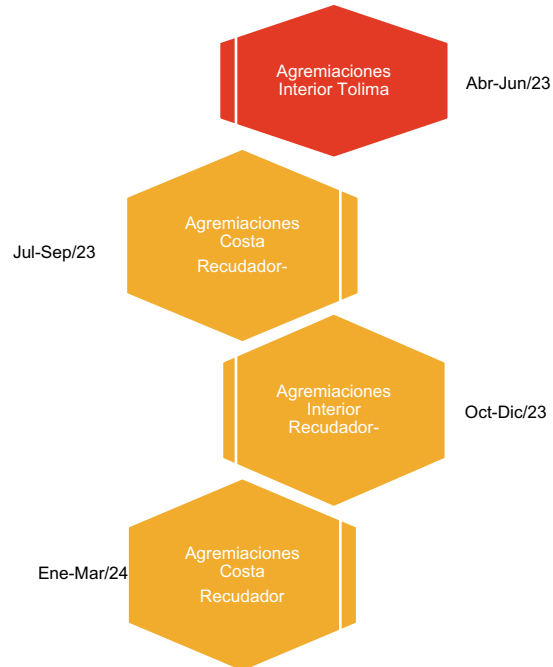 Agremiaciones
Interior Tolima
Abr-Jun/23
Agremiaciones
Costa
Recudador-
Jul-Sep/23
Agremiaciones
Interior
Recudador-
Oct-Dic/23
Agremiaciones
Costa
Recudador
Ene-Mar/24